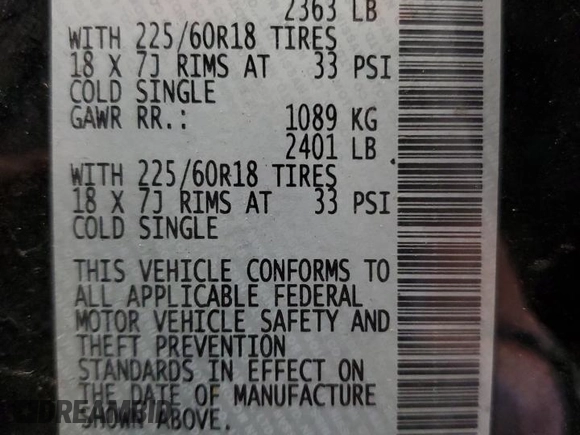 2363 LB
WITH 225/60R18 TIRES
18 X 7J RIMS AT 33 PSI
COLD SINGLE
GAWR RR.: 1089 KG
2401 LB
WITH 225/60R18 TIRES
18 X 7J RIMS AT 33 PSI
COLD SINGLE
THIS VEHICLE CONFORMS TO
ALL APPLICABLE FEDERAL
MOTOR VEHICLE SAFETY AND
THEFT PREVENTION
STANDARDS IN EFFECT ON
THE DATE OF MANUFACTURE
SHOWN ABOVE.
DREAMBID